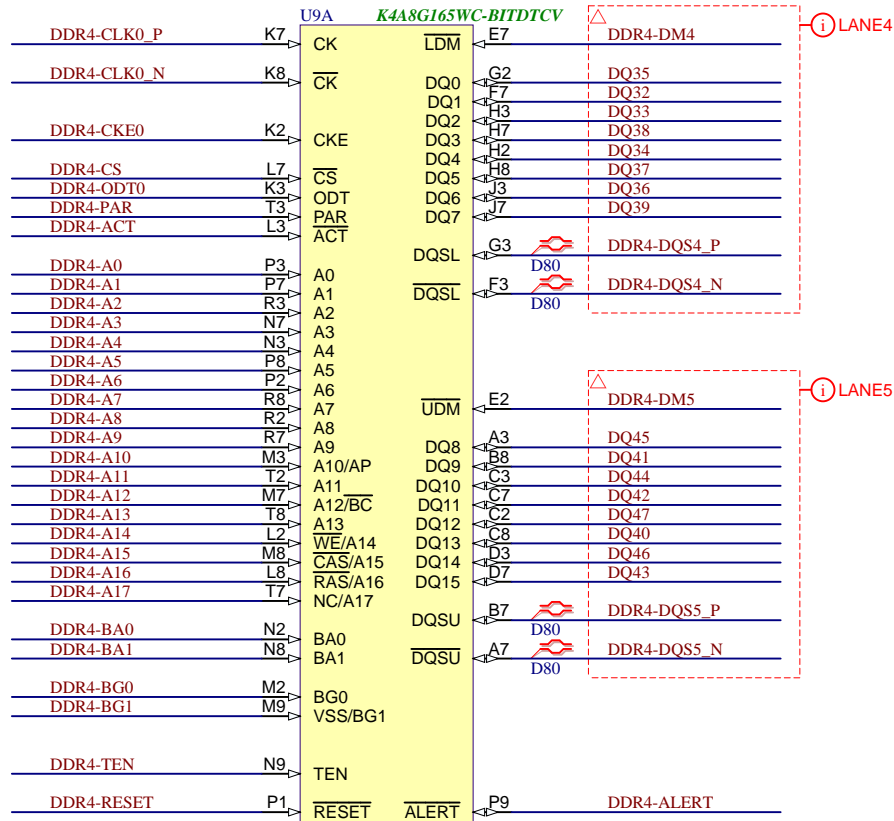 U9A K4A8G165WC-BITDTCV
DDR4-CLK0_P K7 CK LDM E7 DDR4-DM4 i LANE4
DDR4-CLK0_N K8 CK DQ0 G2 DQ35
DQ1 F7 DQ32
DQ2 H3 DQ33
DDR4-CKE0 K2 CKE DQ3 H7 DQ38
DQ4 H2 DQ34
DDR4-CS L7 CS DQ5 H8 DQ37
DDR4-ODT0 K3 ODT DQ6 J3 DQ36
DDR4-PAR T3 PAR DQ7 J7 DQ39
DDR4-ACT L3 ACT
DQSL G3 D80 DDR4-DQS4_P
DDR4-A0 P3 A0
DDR4-A1 P7 A1 DQSL F3 D80 DDR4-DQS4_N
DDR4-A2 R3 A2
DDR4-A3 N7 A3
DDR4-A4 N3 A4
DDR4-A5 P8 A5
DDR4-A6 P2 A6 i LANE5
DDR4-A7 R8 A7 UDM E2 DDR4-DM5
DDR4-A8 R2 A8
DDR4-A9 R7 A9 DQ8 A3 DQ45
DDR4-A10 M3 A10/AP DQ9 B8 DQ41
DDR4-A11 T2 A11 DQ10 C3 DQ44
DDR4-A12 M7 A12/BC DQ11 C7 DQ42
DDR4-A13 T8 A13 DQ12 C2 DQ47
DDR4-A14 L2 WE/A14 DQ13 C8 DQ40
DDR4-A15 M8 CAS/A15 DQ14 D3 DQ46
DDR4-A16 L8 RAS/A16 DQ15 D7 DQ43
DDR4-A17 T7 NC/A17
DQSU B7 D80 DDR4-DQS5_P
DDR4-BA0 N2 BA0
DDR4-BA1 N8 BA1 DQSU A7 D80 DDR4-DQS5_N
DDR4-BG0 M2 BG0
DDR4-BG1 M9 VSS/BG1
DDR4-TEN N9 TEN
DDR4-RESET P1 RESET ALERT P9 DDR4-ALERT